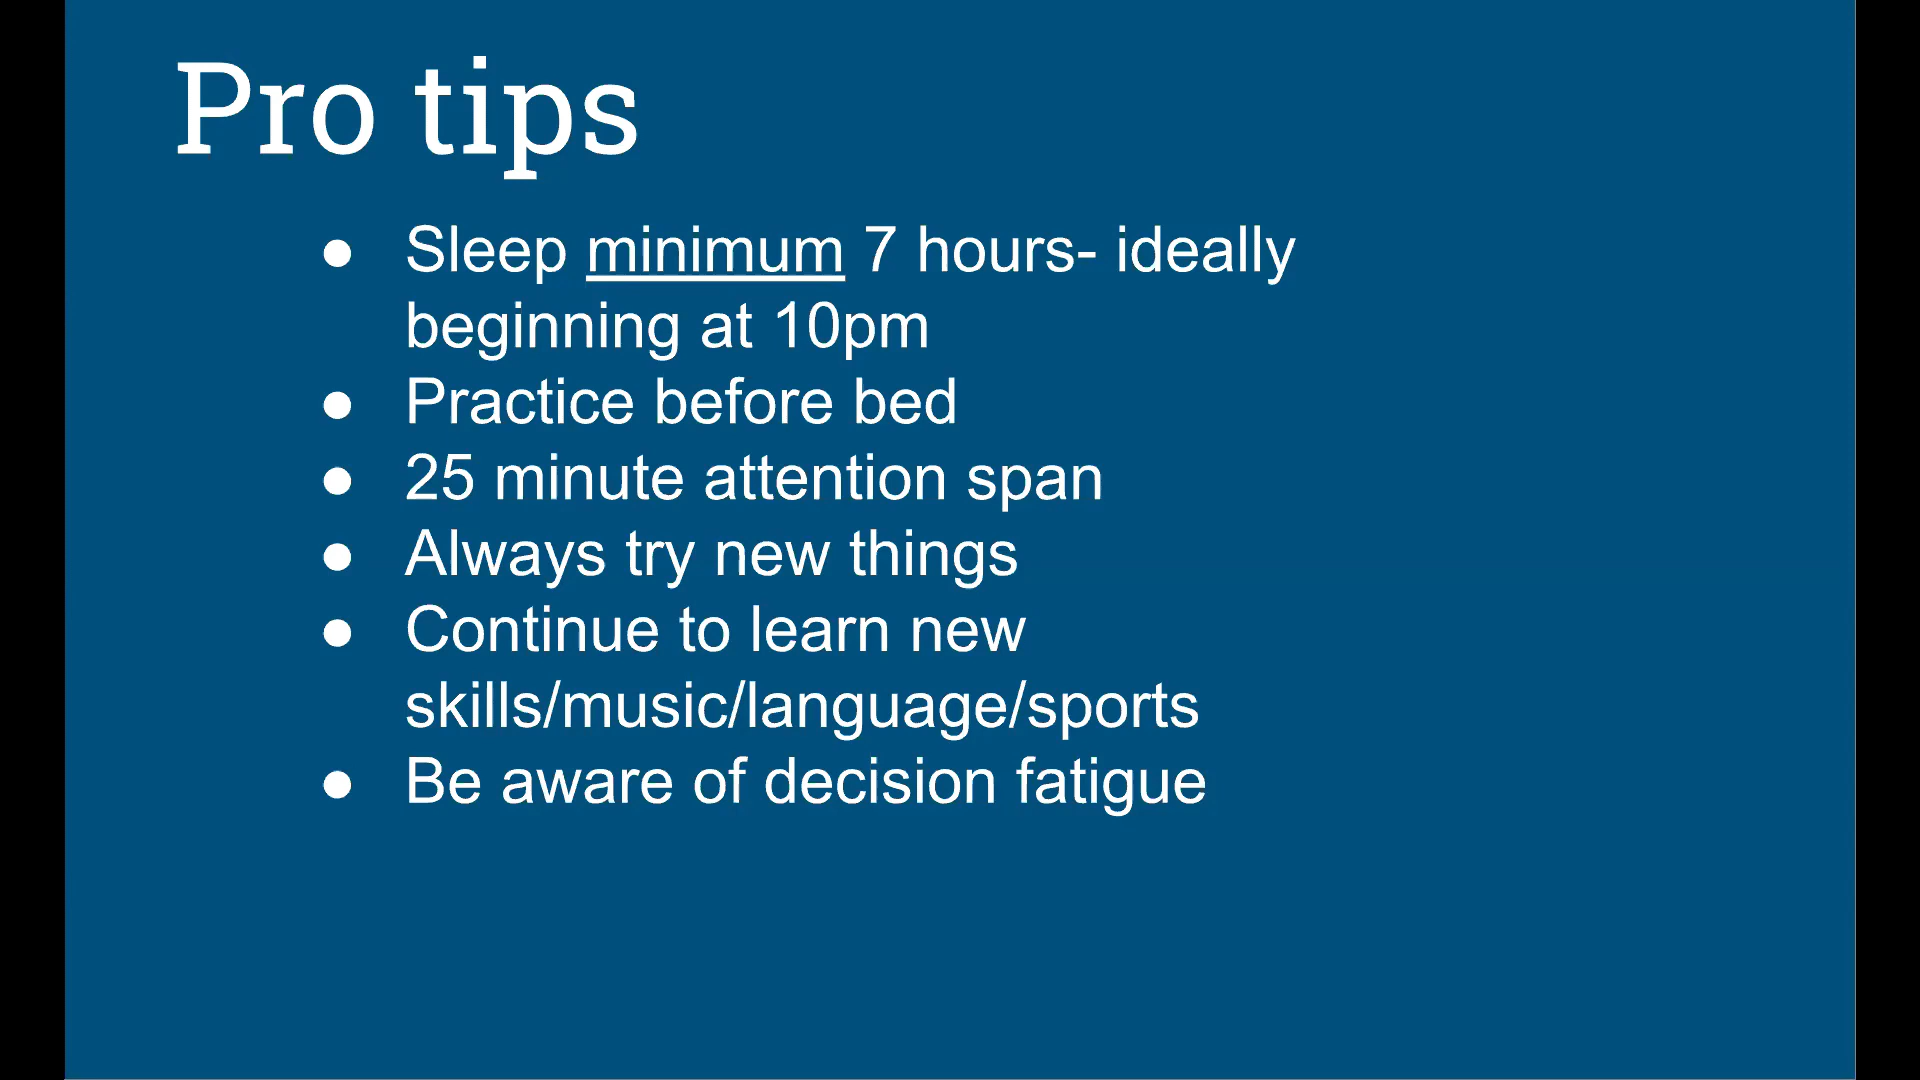 Pro tips
● Sleep minimum 7 hours- ideally
beginning at 10pm
● Practice before bed
● 25 minute attention span
● Always try new things
● Continue to learn new
skills/music/language/sports
● Be aware of decision fatigue